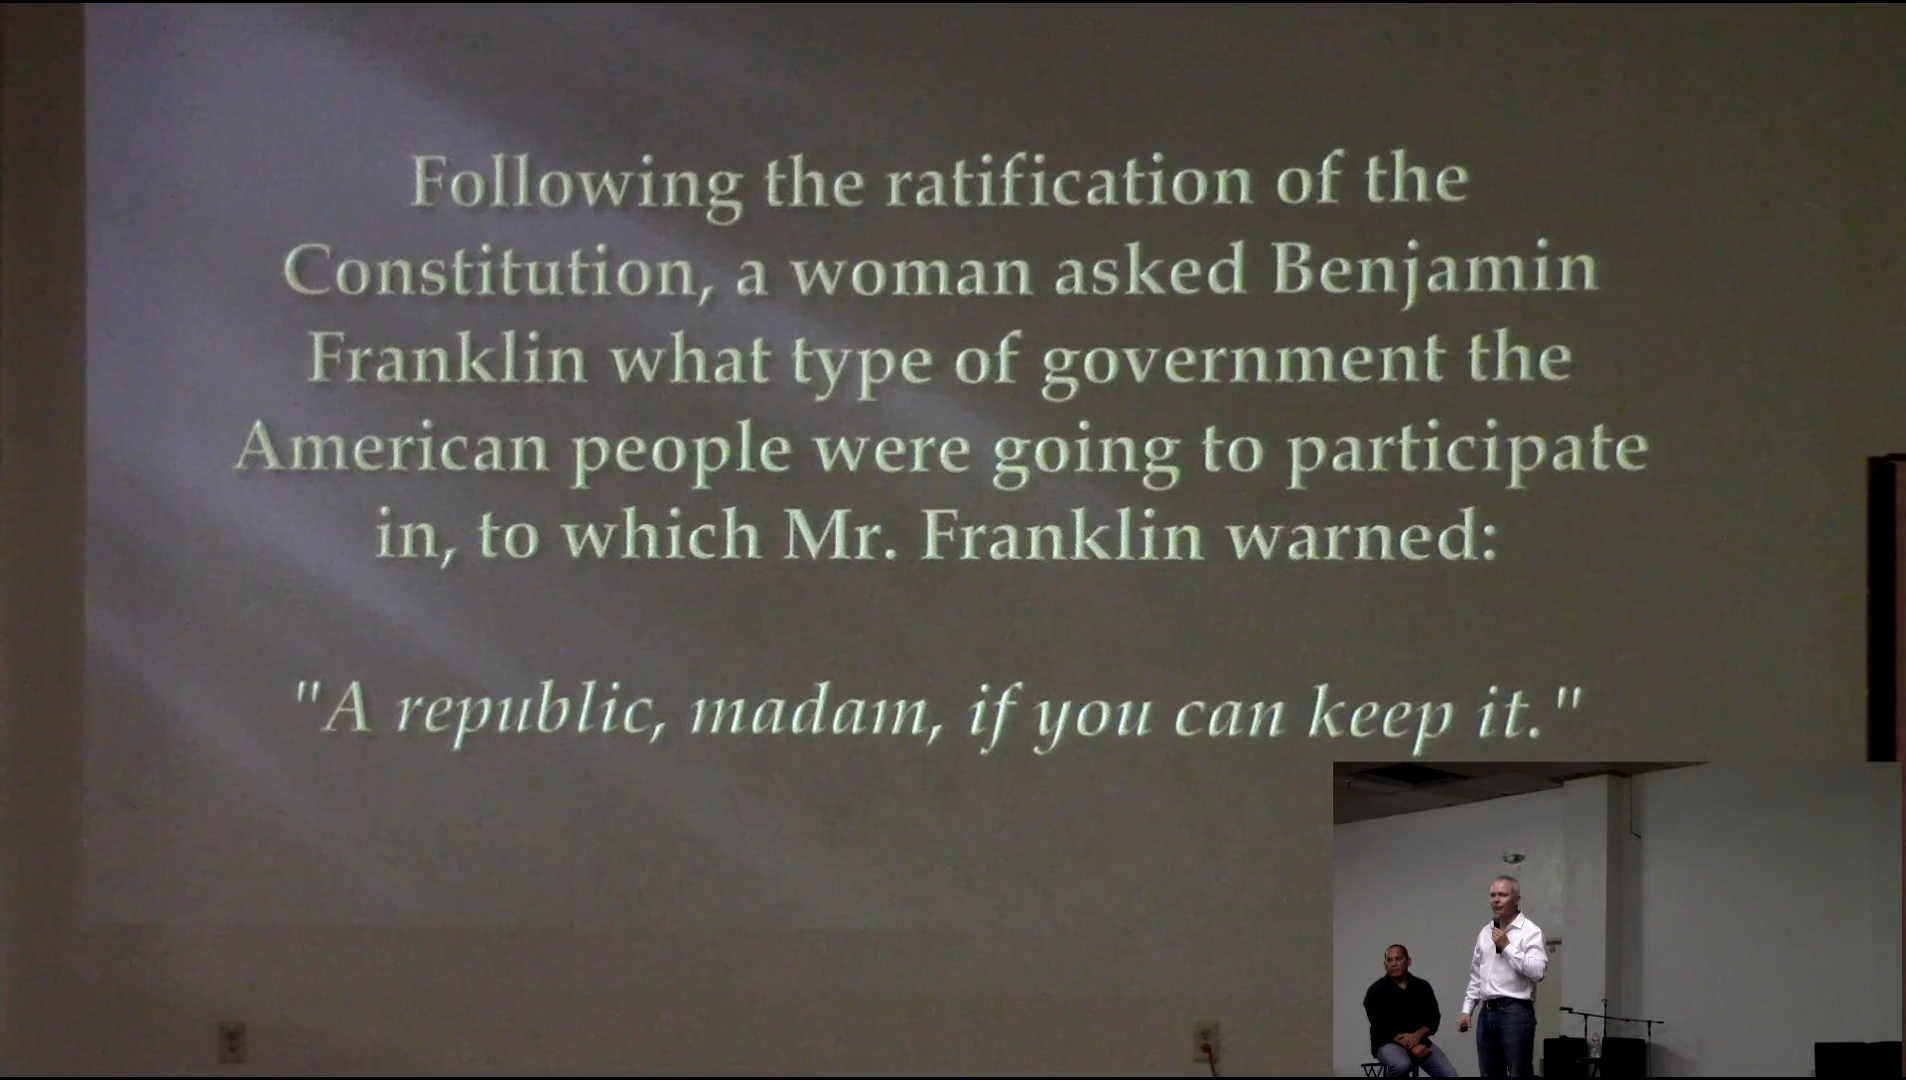 Following the ratification of the
Constitution, a woman asked Benjamin
Franklin what type of government the
American people were going to participate
in, to which Mr. Franklin warned:
"A republic, madam, if you can keep it."